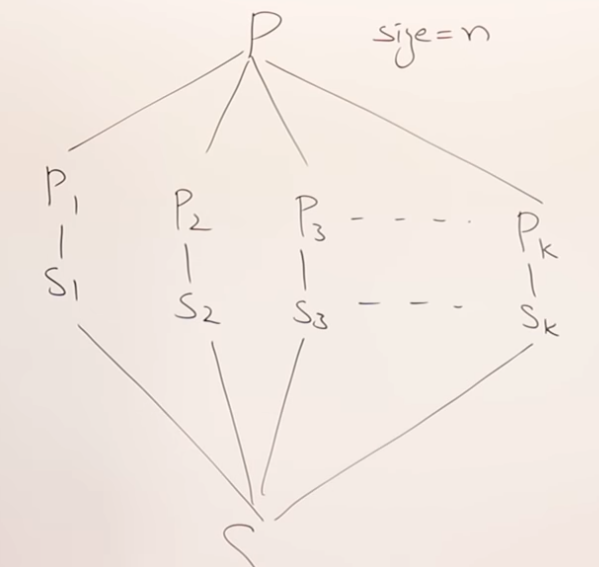 P size = n
P1 P2 P3 - - - - Pk
S1 S2 S3 - - - Sk
S